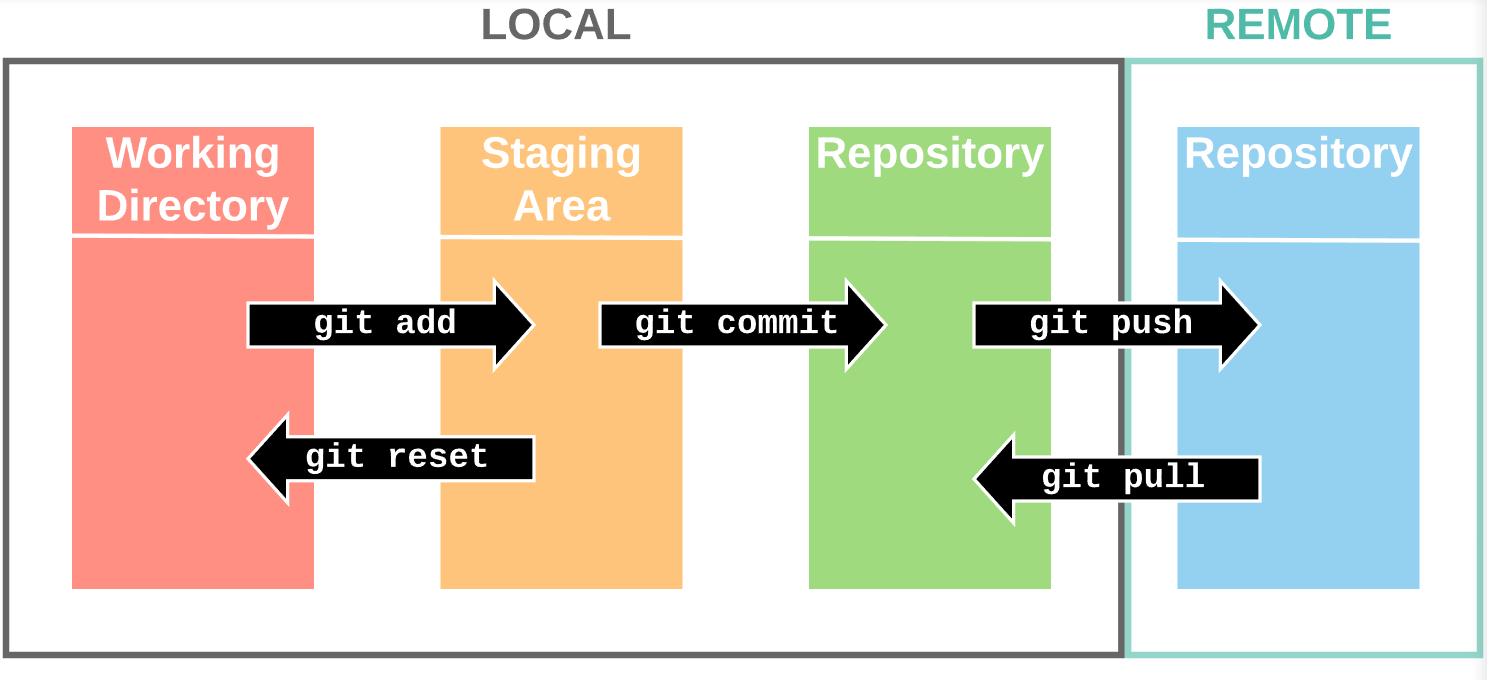 LOCAL
REMOTE
Working
Directory
Staging
Area
Repository
Repository
git add
git commit
git push
git reset
git pull